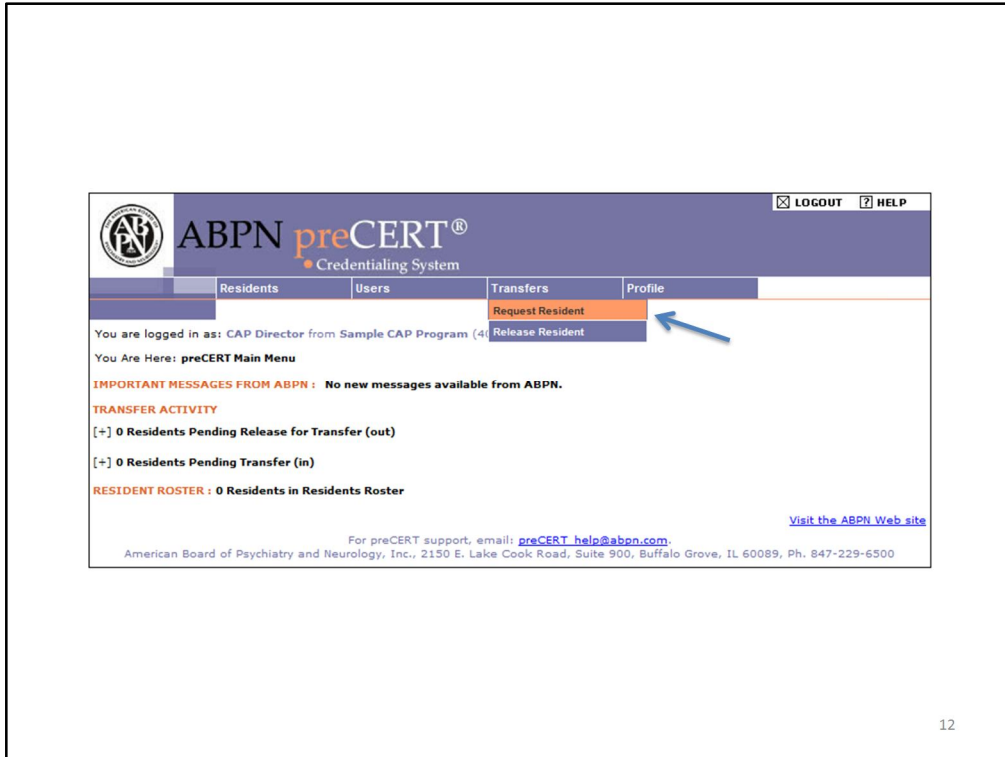 LOGOUT ? HELP
ABPN preCERT®
Credentialing System
Residents Users Transfers Profile
Request Resident
Release Resident
You are logged in as: CAP Director from Sample CAP Program (4
You Are Here: preCERT Main Menu
IMPORTANT MESSAGES FROM ABPN : No new messages available from ABPN.
TRANSFER ACTIVITY
[+] 0 Residents Pending Release for Transfer (out)
[+] 0 Residents Pending Transfer (in)
RESIDENT ROSTER : 0 Residents in Residents Roster
Visit the ABPN Web site
For preCERT support, email: preCERT_help@abpn.com.
American Board of Psychiatry and Neurology, Inc., 2150 E. Lake Cook Road, Suite 900, Buffalo Grove, IL 60089, Ph. 847-229-6500
12